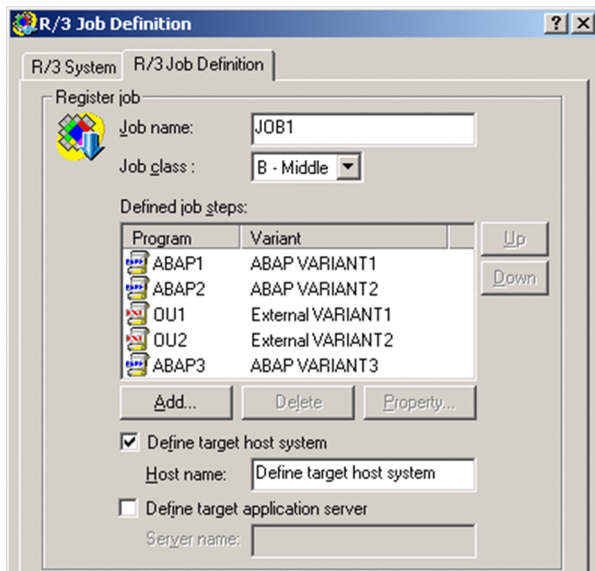 R/3 Job Definition
R/3 System R/3 Job Definition
Register job
Job name: JOB1
Job class : B - Middle
Defined job steps:
Program Variant
ABAP1 ABAP VARIANT1
ABAP2 ABAP VARIANT2
OU1 External VARIANT1
OU2 External VARIANT2
ABAP3 ABAP VARIANT3
Up
Down
Add... Delete Property...
Define target host system
Host name: Define target host system
Define target application server
Server name: